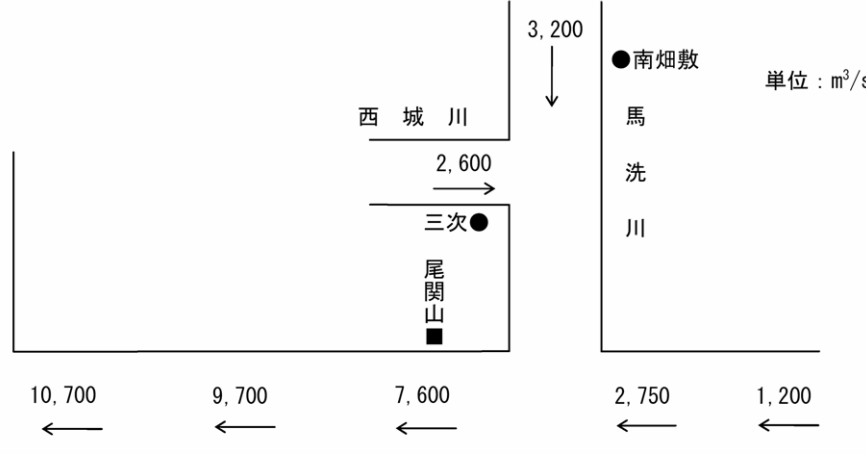 3,200
●南畑敷
単位：m³/s
西城川
馬洗川
2,600
三次●
尾関山
10,700
9,700
7,600
2,750
1,200